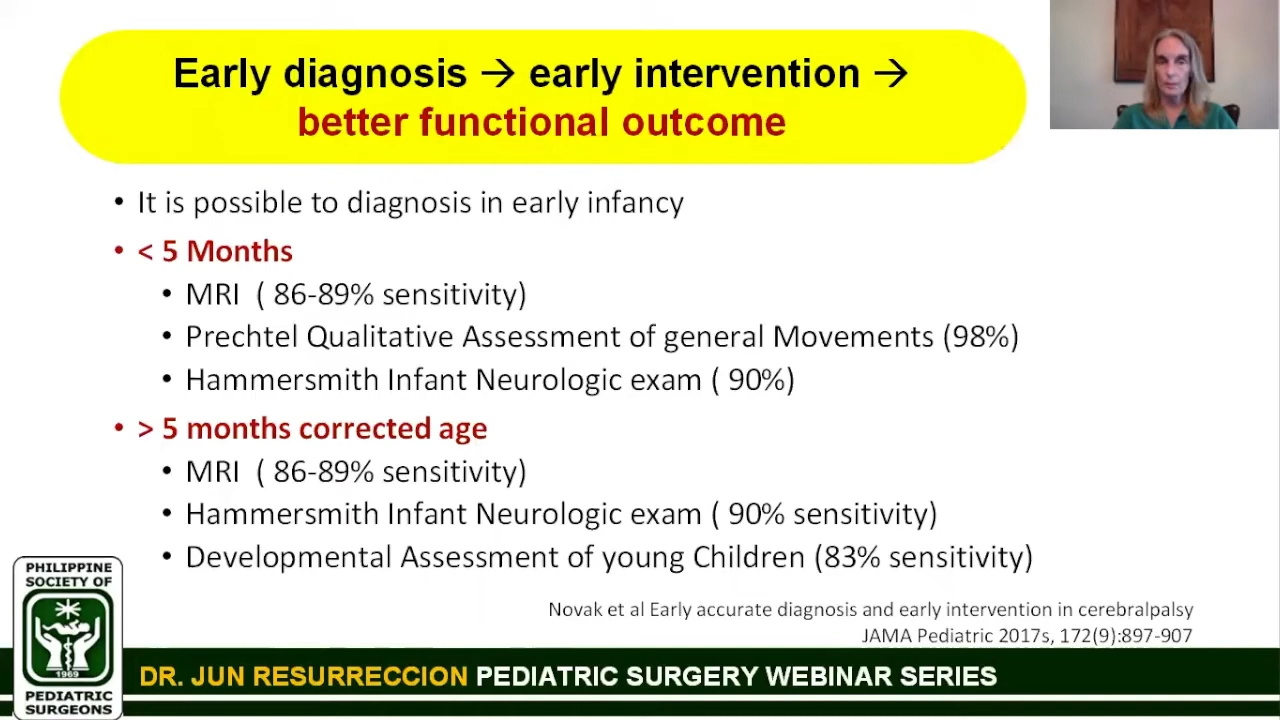 Early diagnosis → early intervention →
better functional outcome
• It is possible to diagnosis in early infancy
• < 5 Months
• MRI ( 86-89% sensitivity)
• Prechtel Qualitative Assessment of general Movements (98%)
• Hammersmith Infant Neurologic exam ( 90%)
• > 5 months corrected age
• MRI ( 86-89% sensitivity)
• Hammersmith Infant Neurologic exam ( 90% sensitivity)
• Developmental Assessment of young Children (83% sensitivity)
Novak et al Early accurate diagnosis and early intervention in cerebralpalsy
JAMA Pediatric 2017s, 172(9):897-907
PHILIPPINE
SOCIETY OF
1969
PEDIATRIC
SURGEONS
DR. JUN RESURRECCION PEDIATRIC SURGERY WEBINAR SERIES